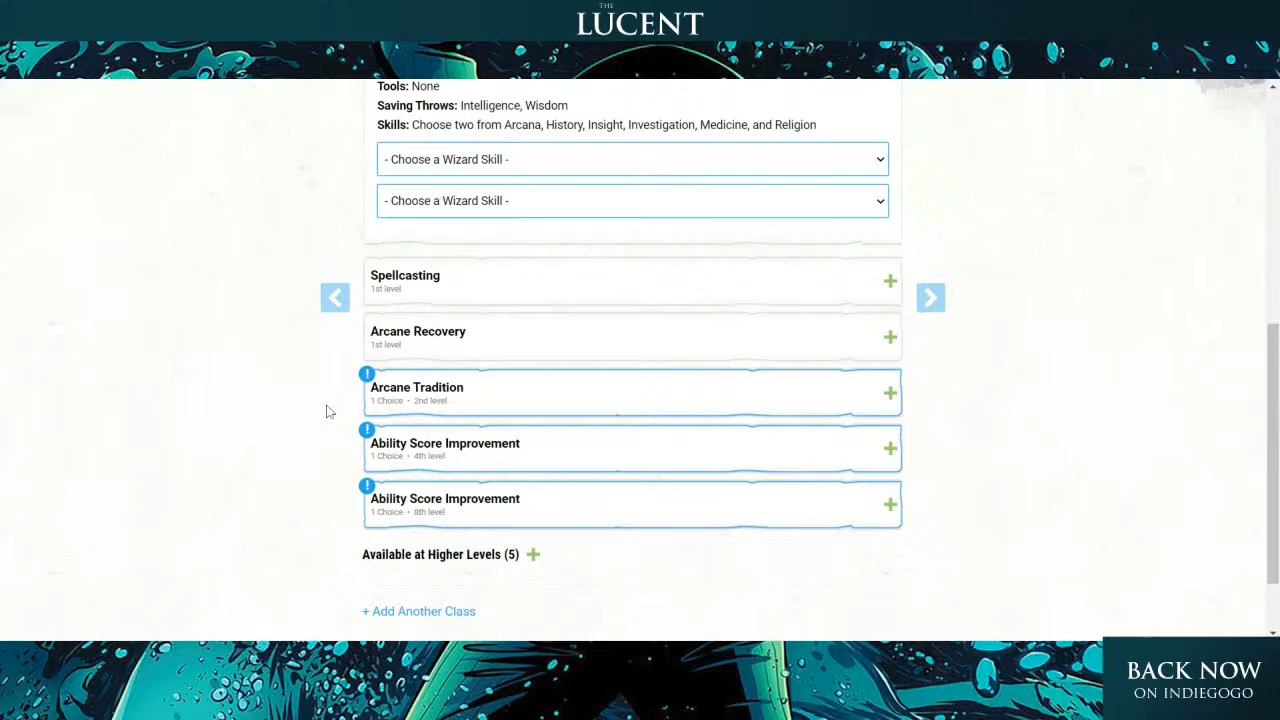 THE
LUCENT
Tools: None
Saving Throws: Intelligence, Wisdom
Skills: Choose two from Arcana, History, Insight, Investigation, Medicine, and Religion
- Choose a Wizard Skill -
- Choose a Wizard Skill -
Spellcasting
1st level
Arcane Recovery
1st level
Arcane Tradition
1 Choice • 2nd level
Ability Score Improvement
1 Choice • 4th level
Ability Score Improvement
1 Choice • 8th level
Available at Higher Levels (5)
+ Add Another Class
BACK NOW
ON INDIEGOGO